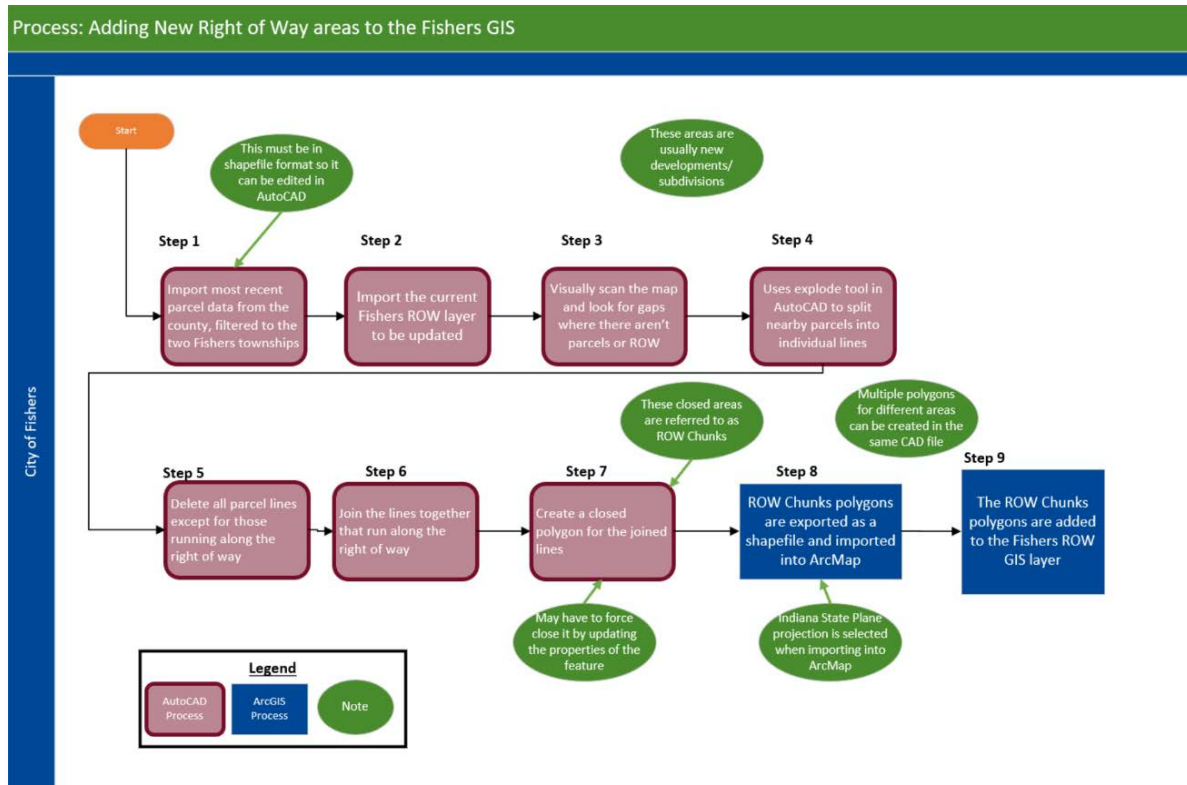 Process: Adding New Right of Way areas to the Fishers GIS
City of Fishers
Start
This must be in
shapefile format so it
can be edited in
AutoCAD
These areas are
usually new
developments/
subdivisions
Step 1
Import most recent
parcel data from the
county, filtered to the
two Fishers townships
Step 2
Import the current
Fishers ROW layer
to be updated
Step 3
Visually scan the map
and look for gaps
where there aren't
parcels or ROW
Step 4
Uses explode tool in
AutoCAD to split
nearby parcels into
individual lines
These closed areas
are referred to as
ROW Chunks
Multiple polygons
for different areas
can be created in the
same CAD file
Step 5
Delete all parcel lines
except for those
running along the
right of way
Step 6
Join the lines together
that run along the
right of way
Step 7
Create a closed
polygon for the joined
lines
Step 8
ROW Chunks polygons
are exported as a
shapefile and imported
into ArcMap
Step 9
The ROW Chunks
polygons are added
to the Fishers ROW
GIS layer
May have to force
close it by updating
the properties of the
feature
Indiana State Plane
projection is selected
when importing into
ArcMap
Legend
AutoCAD
Process
ArcGIS
Process
Note